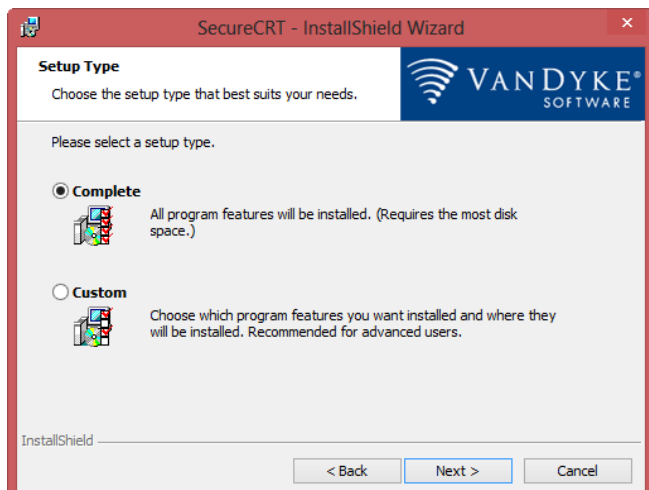 SecureCRT - InstallShield Wizard
Setup Type
Choose the setup type that best suits your needs.
VANDYKE®
SOFTWARE
Please select a setup type.
Complete
All program features will be installed. (Requires the most disk
space.)
Custom
Choose which program features you want installed and where they
will be installed. Recommended for advanced users.
InstallShield
< Back
Next >
Cancel